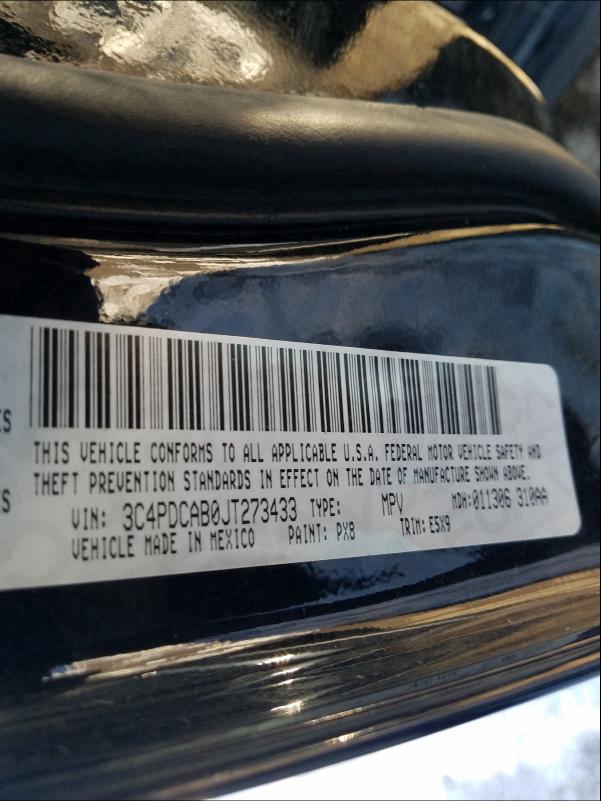 THIS VEHICLE CONFORMS TO ALL APPLICABLE U.S.A. FEDERAL MOTOR VEHICLE SAFETY AND
THEFT PREVENTION STANDARDS IN EFFECT ON THE DATE OF MANUFACTURE SHOWN ABOVE.
VIN: 3C4PDCAB0JT273433 TYPE: MPV MDH:011306 310AA
VEHICLE MADE IN MEXICO PAINT: PX8 TRIM: E5X9